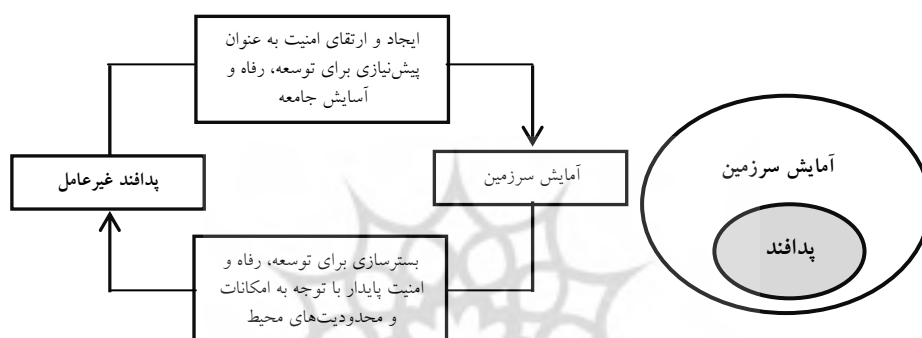 ایجاد و ارتقای امنیت به عنوان
پیش‌نیازی برای توسعه، رفاه و
آسایش جامعه
پدافند غیرعامل
آمایش سرزمین
بسترسازی برای توسعه، رفاه و
امنیت پایدار با توجه به امکانات
و محدودیت‌های محیط
آمایش سرزمین
پدافند